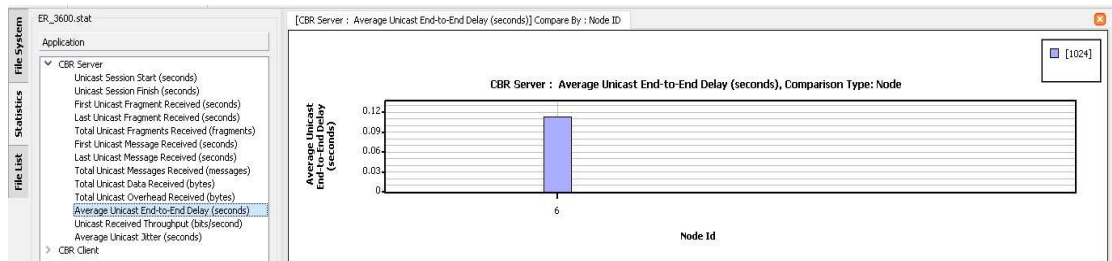 File System
Statistics
File List
ER_3600.stat
Application
CBR Server
Unicast Session Start (seconds)
Unicast Session Finish (seconds)
First Unicast Fragment Received (seconds)
Last Unicast Fragment Received (seconds)
Total Unicast Fragments Received (fragments)
First Unicast Message Received (seconds)
Last Unicast Message Received (seconds)
Total Unicast Messages Received (messages)
Total Unicast Data Received (bytes)
Total Unicast Overhead Received (bytes)
Average Unicast End-to-End Delay (seconds)
Unicast Received Throughput (bits/second)
Average Unicast Jitter (seconds)
CBR Client
[CBR Server : Average Unicast End-to-End Delay (seconds)] Compare By : Node ID
[1024]
CBR Server : Average Unicast End-to-End Delay (seconds), Comparison Type: Node
Average Unicast
End-to-End Delay
(seconds)
0.12
0.09
0.06
0.03
0
6
Node Id